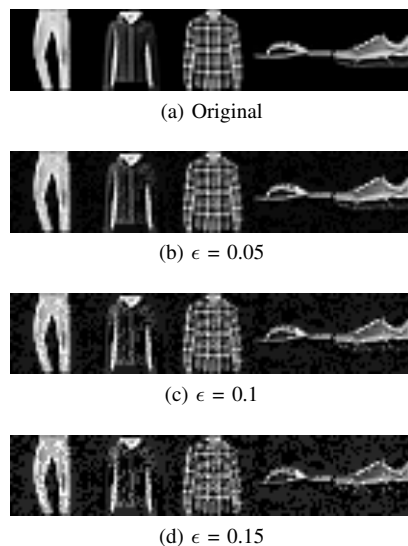 (a) Original
(b) ϵ = 0.05
(c) ϵ = 0.1
(d) ϵ = 0.15